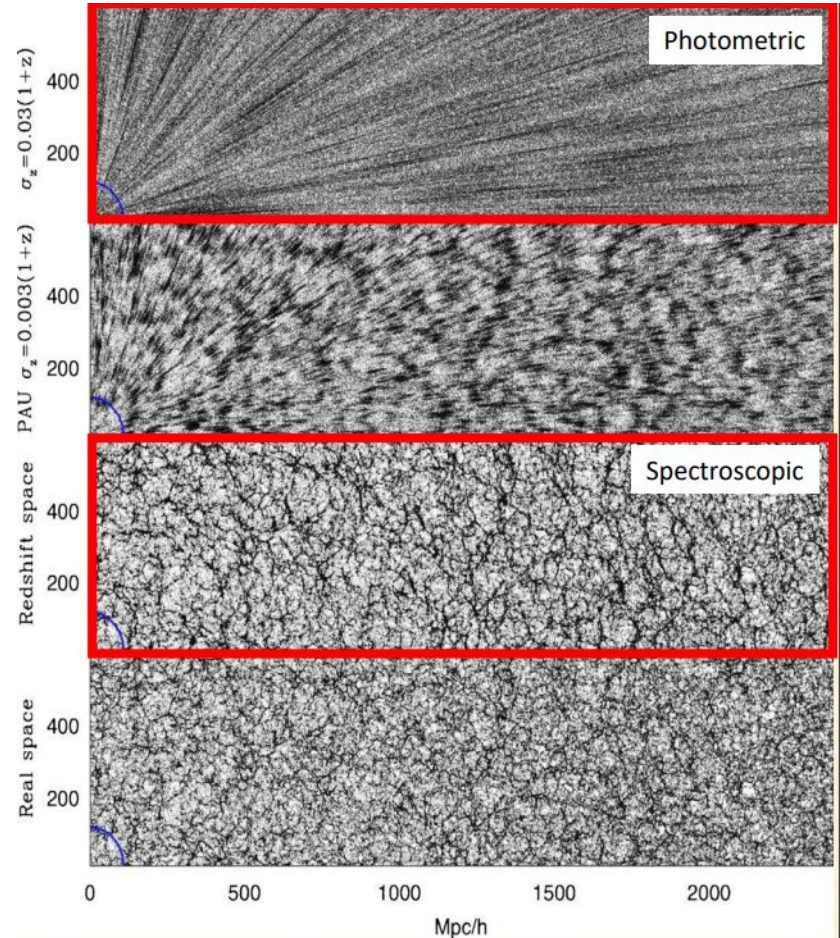 Photometric
σz=0.03(1+z)
400
200
PAU σz=0.003(1+z)
400
200
Spectroscopic
Redshift space
400
200
Real space
400
200
0 500 1000 1500 2000
Mpc/h